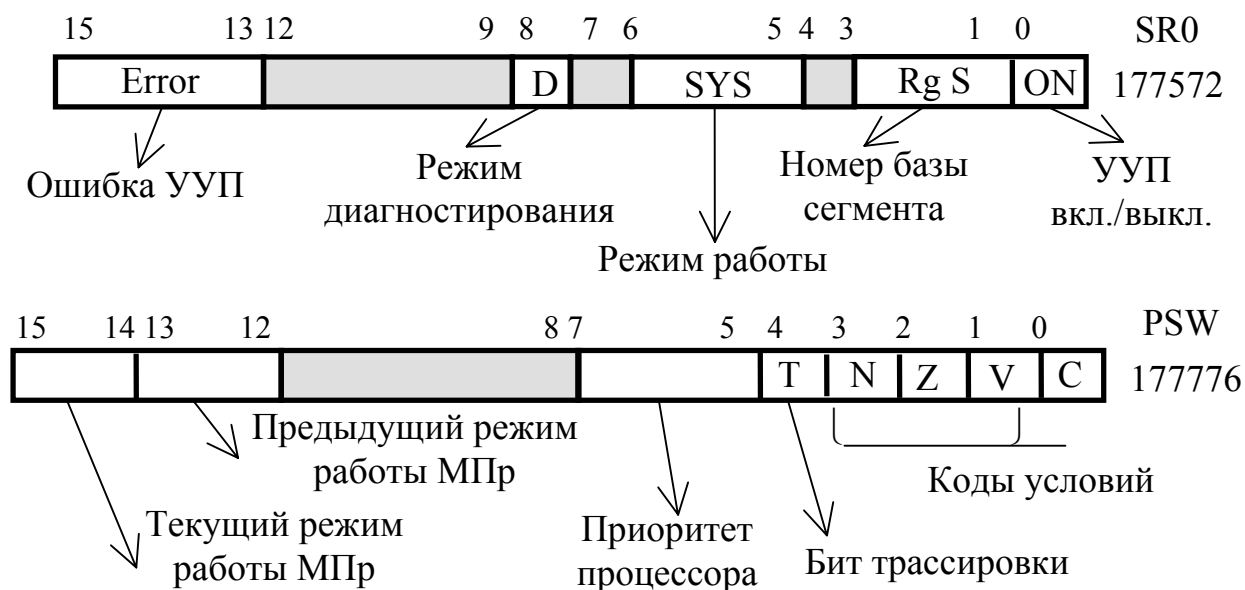 15 13 12 9 8 7 6 5 4 3 1 0 SR0
Error D SYS Rg S ON 177572
Ошибка УУП
Режим
диагностирования
Режим работы
Номер базы
сегмента
УУП
вкл./выкл.
15 14 13 12 8 7 5 4 3 2 1 0 PSW
T N Z V C 177776
Предыдущий режим
работы МПр
Коды условий
Текущий режим
работы МПр
Приоритет
процессора
Бит трассировки